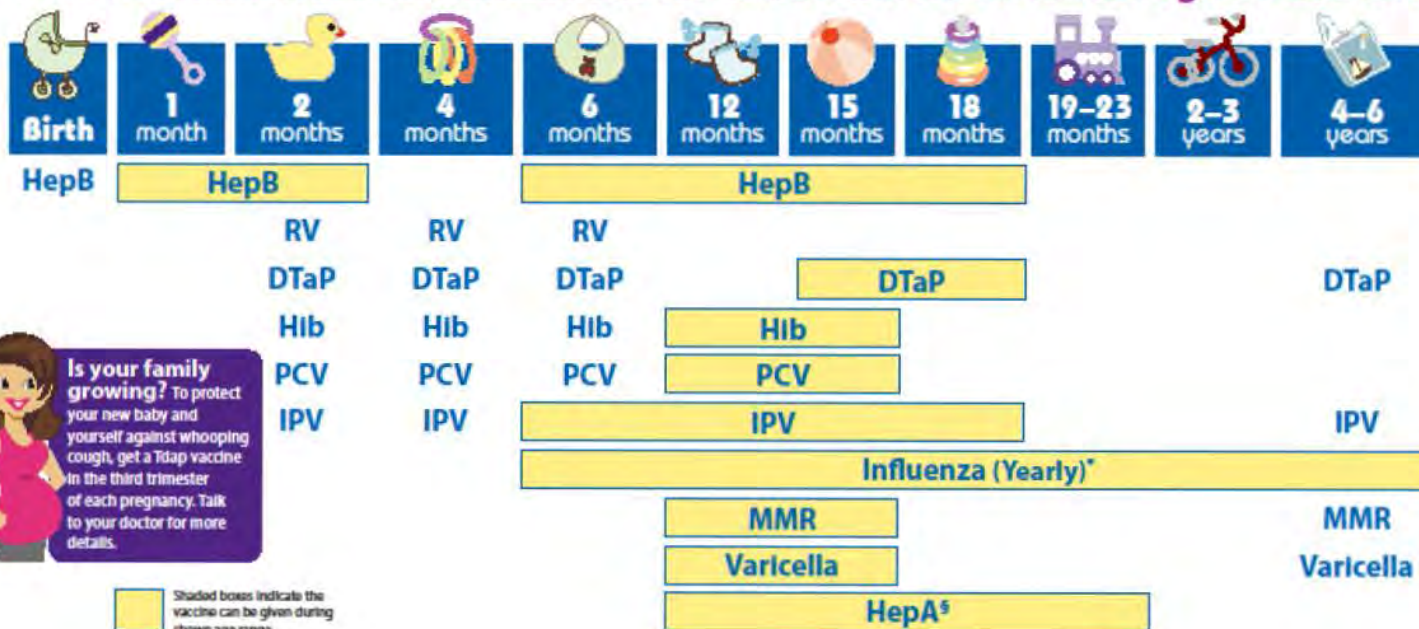 Birth
1 month
2 months
4 months
6 months
12 months
15 months
18 months
19–23 months
2–3 years
4–6 years
HepB HepB HepB
RV RV RV
DTaP DTaP DTaP DTaP DTaP
Hib Hib Hib Hib
PCV PCV PCV PCV
IPV IPV IPV IPV
Influenza (Yearly)*
MMR MMR
Varicella Varicella
HepA§
Is your family
growing? To protect
your new baby and
yourself against whooping
cough, get a Tdap vaccine
in the third trimester
of each pregnancy. Talk
to your doctor for more
details.
Shaded boxes indicate the
vaccine can be given during
shown age range